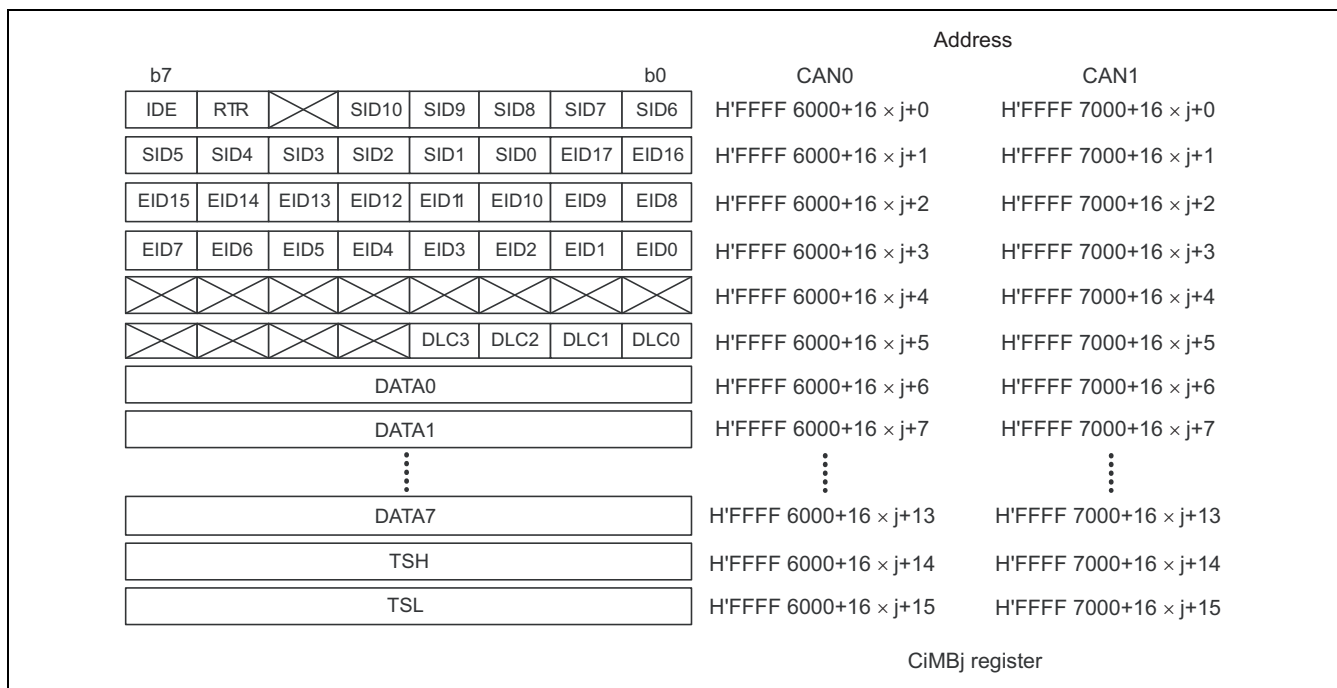 Address
b7 b0 CAN0 CAN1
IDE RTR SID10 SID9 SID8 SID7 SID6 H'FFFF 6000+16 × j+0 H'FFFF 7000+16 × j+0
SID5 SID4 SID3 SID2 SID1 SID0 EID17 EID16 H'FFFF 6000+16 × j+1 H'FFFF 7000+16 × j+1
EID15 EID14 EID13 EID12 EID11 EID10 EID9 EID8 H'FFFF 6000+16 × j+2 H'FFFF 7000+16 × j+2
EID7 EID6 EID5 EID4 EID3 EID2 EID1 EID0 H'FFFF 6000+16 × j+3 H'FFFF 7000+16 × j+3
H'FFFF 6000+16 × j+4 H'FFFF 7000+16 × j+4
DLC3 DLC2 DLC1 DLC0 H'FFFF 6000+16 × j+5 H'FFFF 7000+16 × j+5
DATA0 H'FFFF 6000+16 × j+6 H'FFFF 7000+16 × j+6
DATA1 H'FFFF 6000+16 × j+7 H'FFFF 7000+16 × j+7
DATA7 H'FFFF 6000+16 × j+13 H'FFFF 7000+16 × j+13
TSH H'FFFF 6000+16 × j+14 H'FFFF 7000+16 × j+14
TSL H'FFFF 6000+16 × j+15 H'FFFF 7000+16 × j+15
CiMBj register